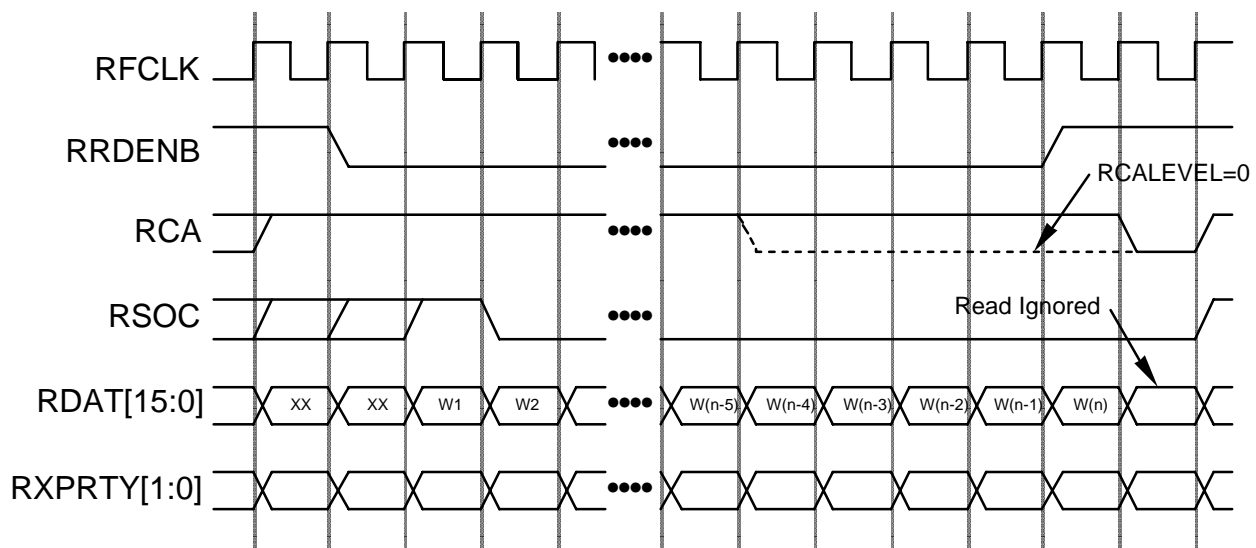 RFCLK
RRDENB
RCALEVEL=0
RCA
RSOC
Read Ignored
RDAT[15:0]
XX XX W1 W2 W(n-5) W(n-4) W(n-3) W(n-2) W(n-1) W(n)
RXPRTY[1:0]